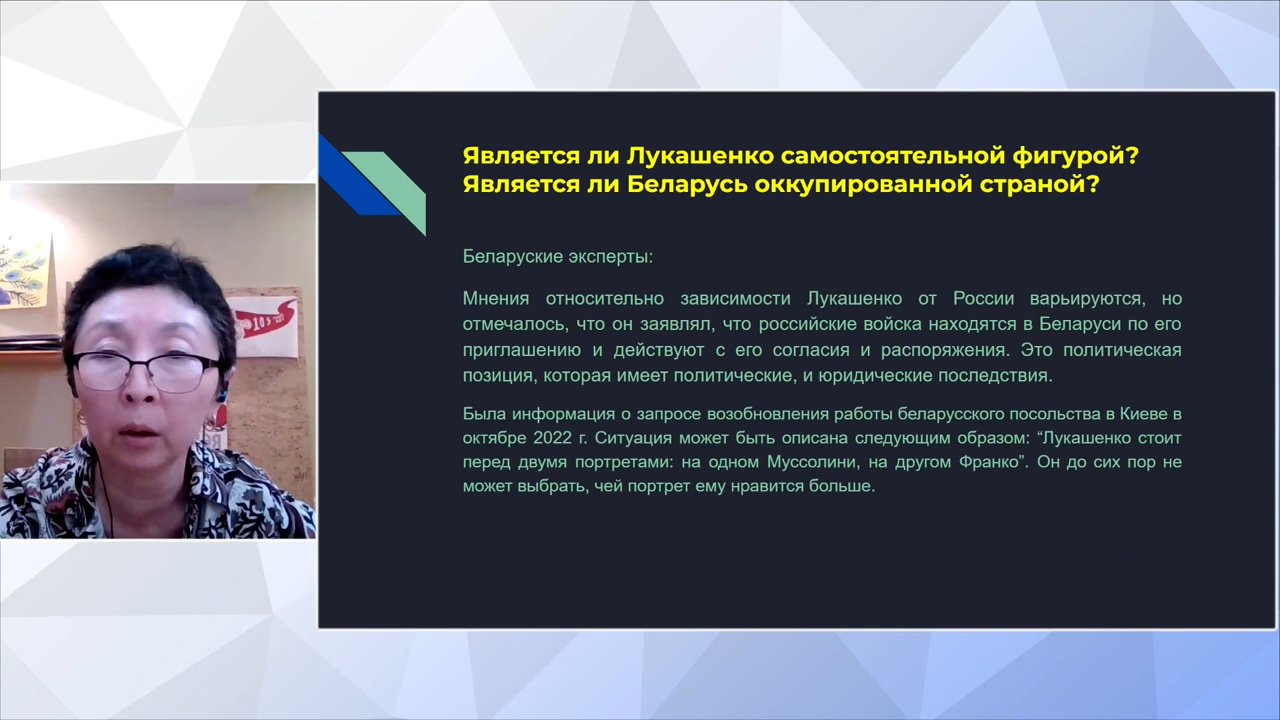 Является ли Лукашенко самостоятельной фигурой?
Является ли Беларусь оккупированной страной?
Беларуские эксперты:
Мнения относительно зависимости Лукашенко от России варьируются, но
отмечалось, что он заявлял, что российские войска находятся в Беларуси по его
приглашению и действуют с его согласия и распоряжения. Это политическая
позиция, которая имеет политические, и юридические последствия.
Была информация о запросе возобновления работы беларусского посольства в Киеве в
октябре 2022 г. Ситуация может быть описана следующим образом: “Лукашенко стоит
перед двумя портретами: на одном Муссолини, на другом Франко”. Он до сих пор не
может выбрать, чей портрет ему нравится больше.